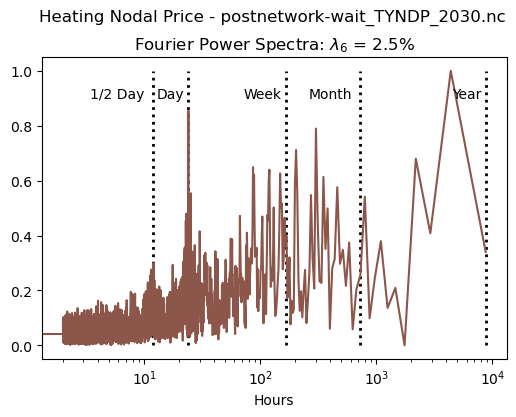 Heating Nodal Price - postnetwork-wait_TYNDP_2030.nc
Fourier Power Spectra: λ₆ = 2.5%
1.0
0.8
0.6
0.4
0.2
0.0
1/2 Day Day Week Month Year
10¹ 10² 10³ 10⁴
Hours